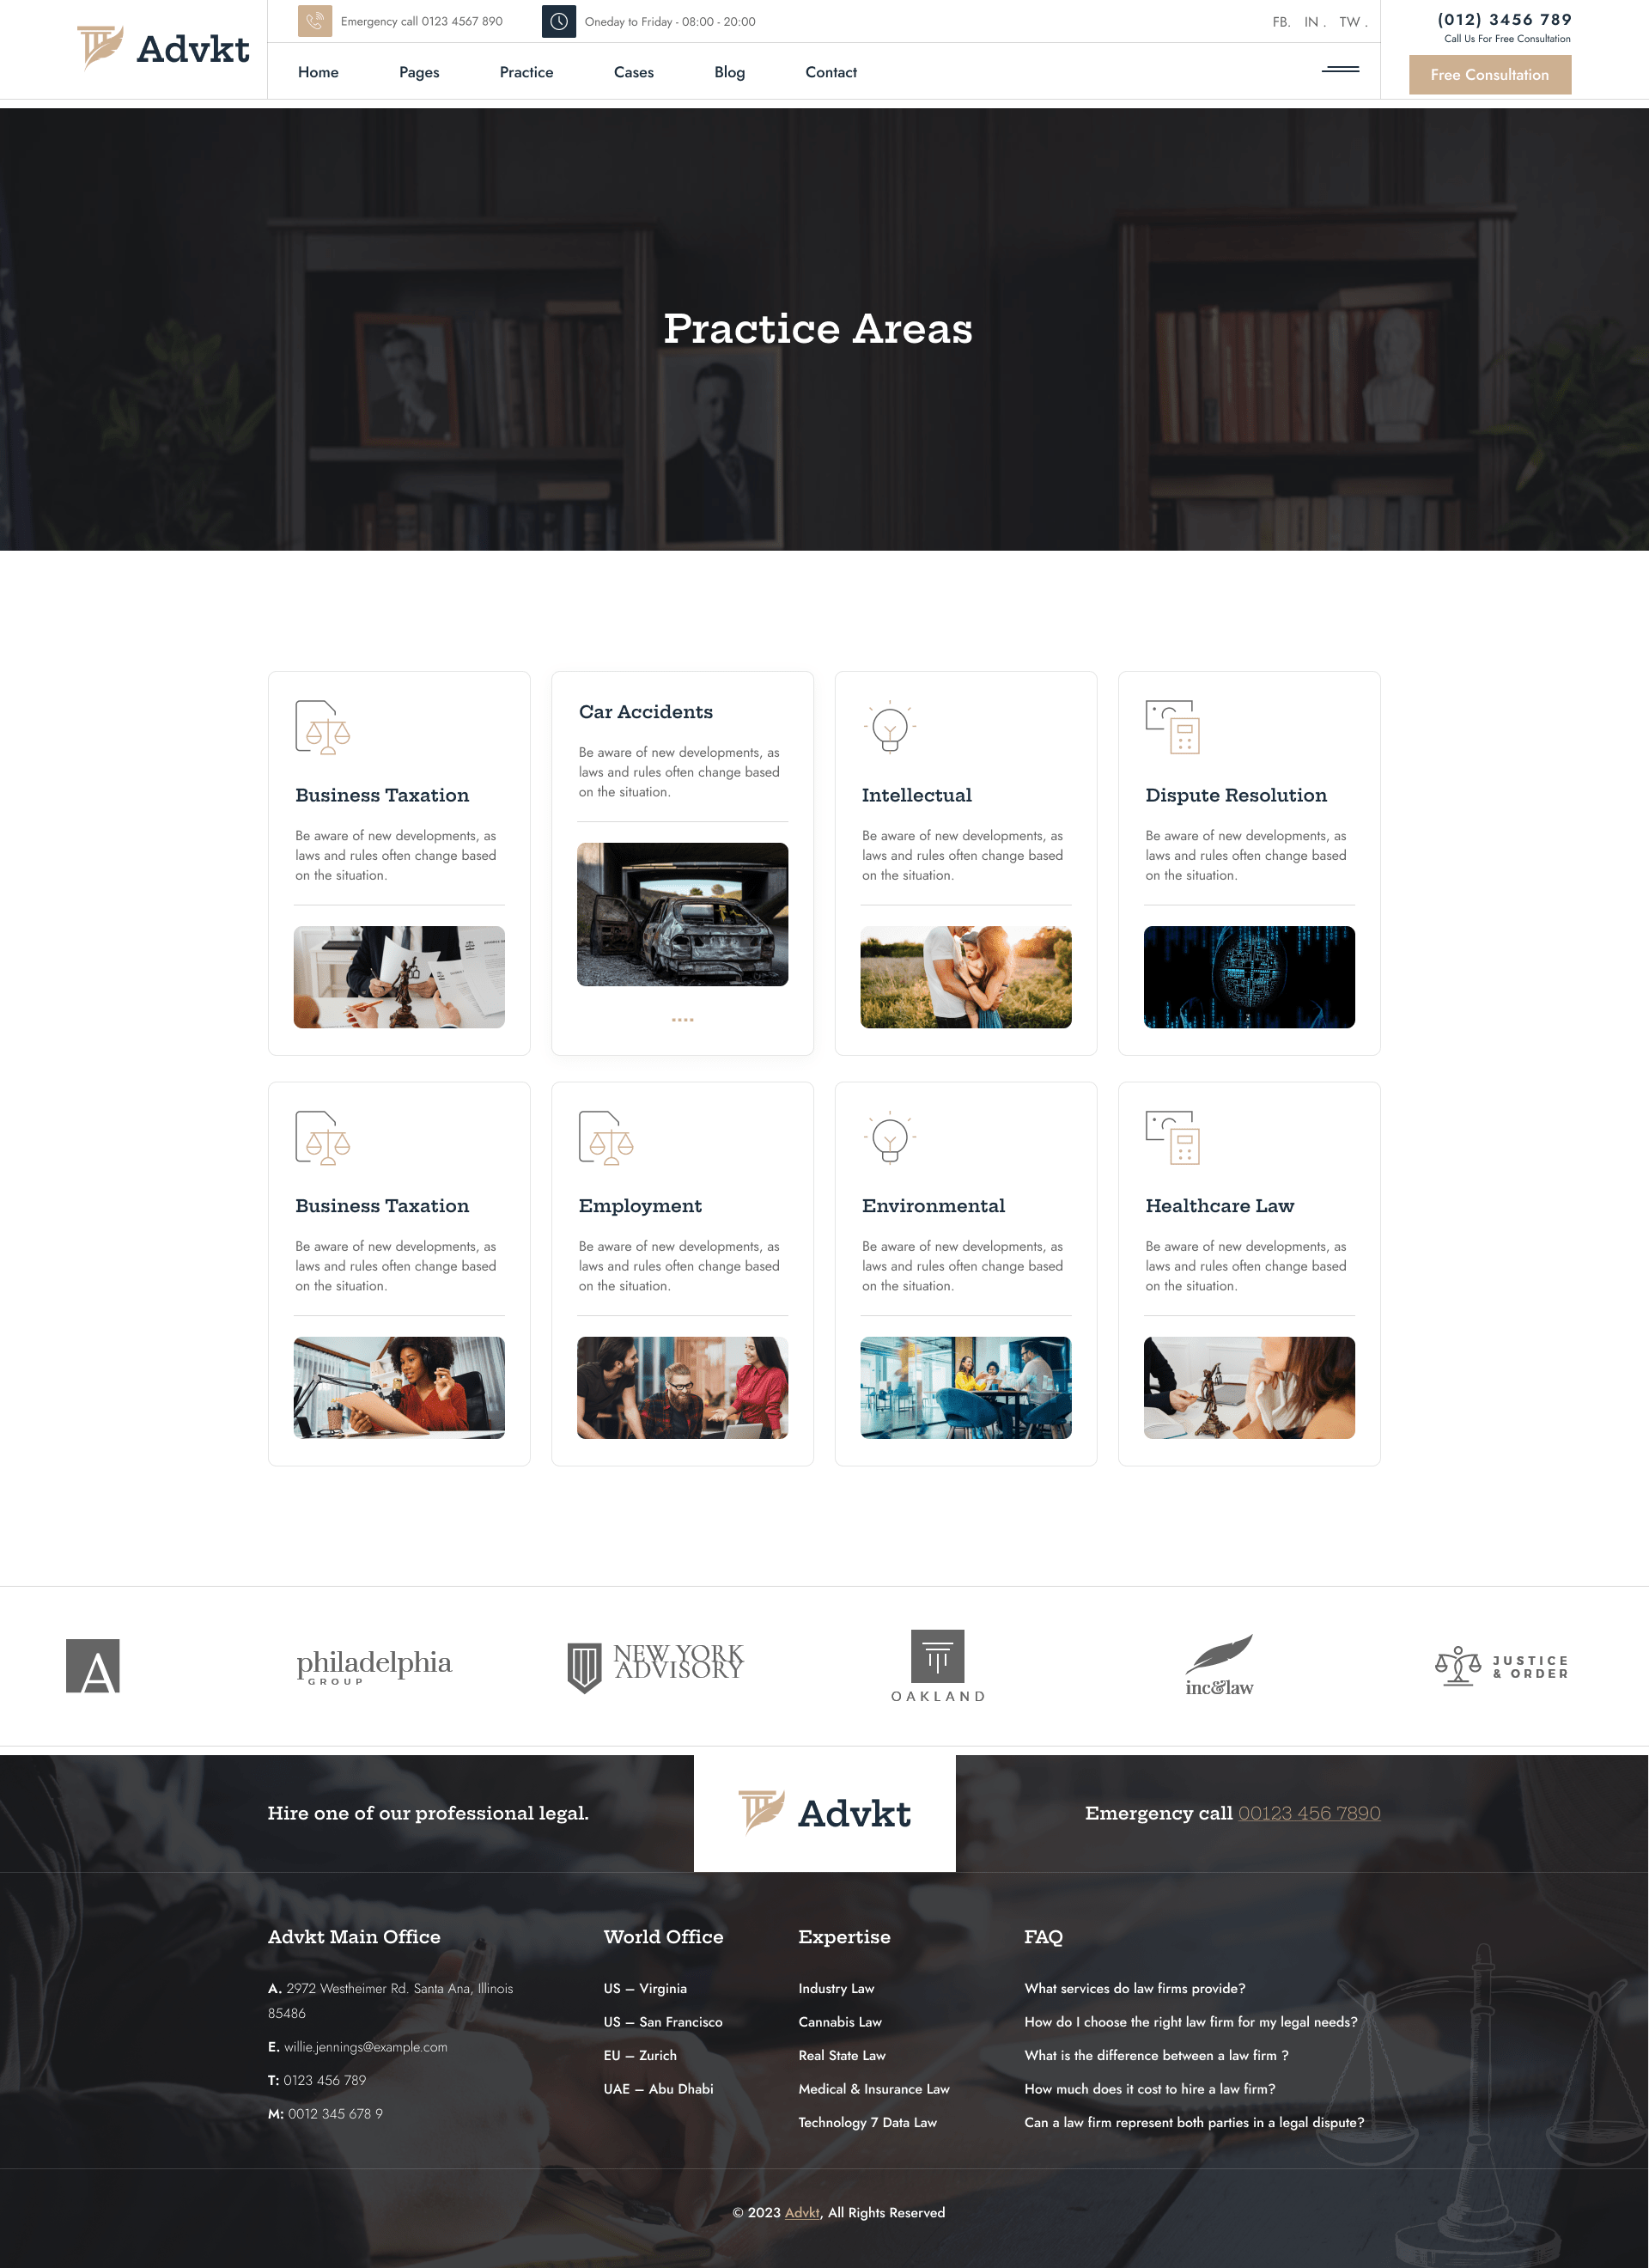 Advkt
Emergency call 0123 4567 890
Oneday to Friday - 08:00 - 20:00
FB. IN . TW .
(012) 3456 789
Call Us For Free Consultation
Home Pages Practice Cases Blog Contact
Free Consultation
Practice Areas
Business Taxation
Be aware of new developments, as
laws and rules often change based
on the situation.
Car Accidents
Be aware of new developments, as
laws and rules often change based
on the situation.
Intellectual
Be aware of new developments, as
laws and rules often change based
on the situation.
Dispute Resolution
Be aware of new developments, as
laws and rules often change based
on the situation.
Business Taxation
Be aware of new developments, as
laws and rules often change based
on the situation.
Employment
Be aware of new developments, as
laws and rules often change based
on the situation.
Environmental
Be aware of new developments, as
laws and rules often change based
on the situation.
Healthcare Law
Be aware of new developments, as
laws and rules often change based
on the situation.
A
philadelphia
GROUP
NEW YORK
ADVISORY
OAKLAND
inc&law
JUSTICE
& ORDER
Hire one of our professional legal.
Advkt
Emergency call 00123 456 7890
Advkt Main Office
A. 2972 Westheimer Rd. Santa Ana, Illinois
85486
E. willie.jennings@example.com
T: 0123 456 789
M: 0012 345 678 9
World Office
US – Virginia
US – San Francisco
EU – Zurich
UAE – Abu Dhabi
Expertise
Industry Law
Cannabis Law
Real State Law
Medical & Insurance Law
Technology 7 Data Law
FAQ
What services do law firms provide?
How do I choose the right law firm for my legal needs?
What is the difference between a law firm ?
How much does it cost to hire a law firm?
Can a law firm represent both parties in a legal dispute?
© 2023 Advkt, All Rights Reserved